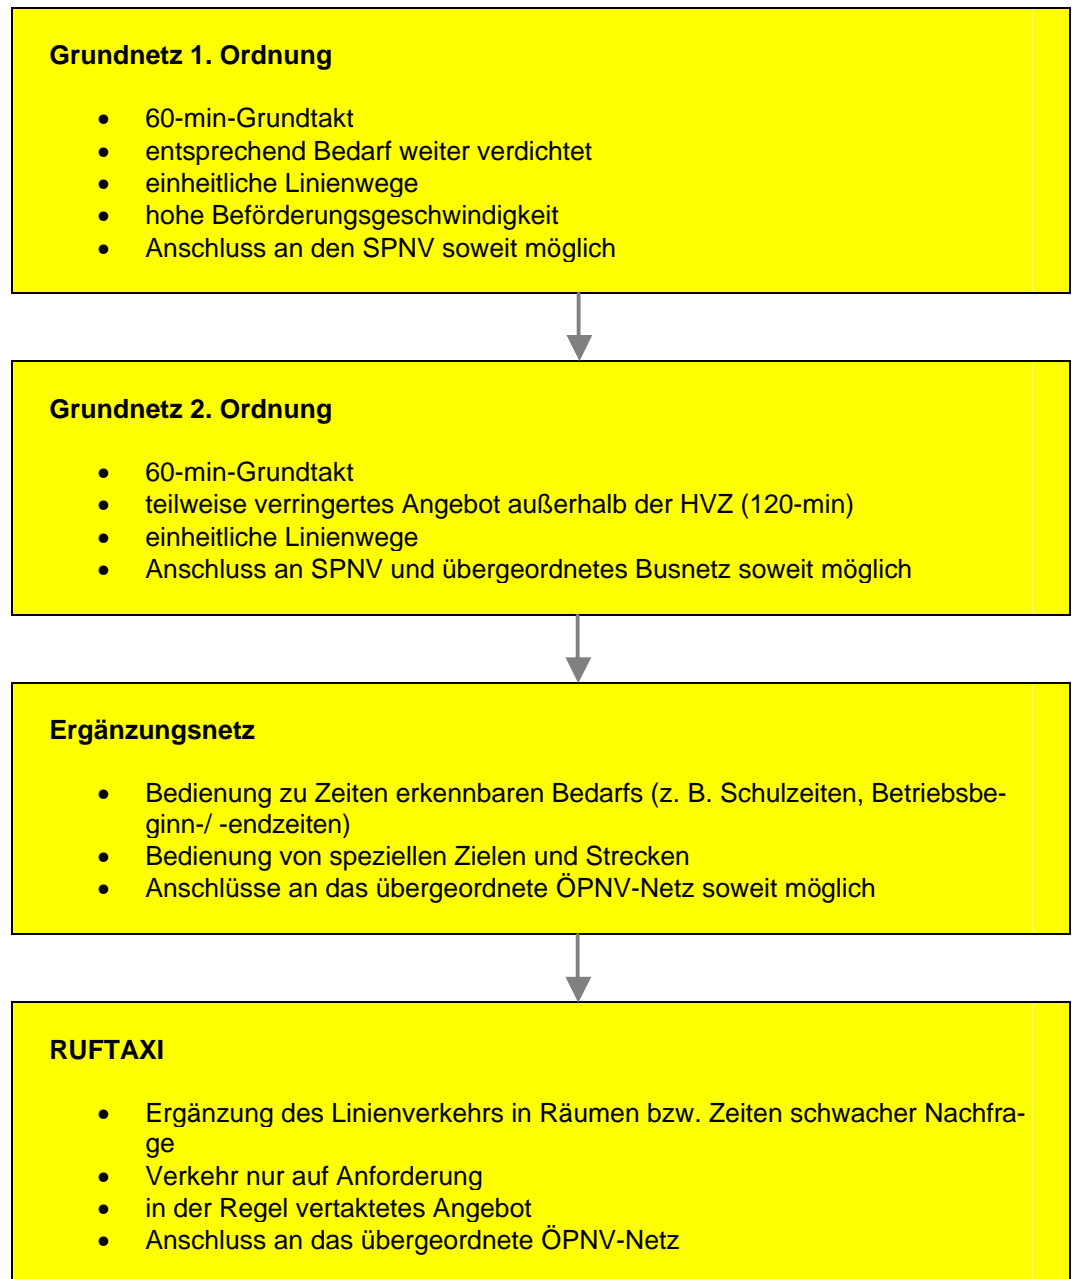 Grundnetz 1. Ordnung
• 60-min-Grundtakt
• entsprechend Bedarf weiter verdichtet
• einheitliche Linienwege
• hohe Beförderungsgeschwindigkeit
• Anschluss an den SPNV soweit möglich
Grundnetz 2. Ordnung
• 60-min-Grundtakt
• teilweise verringertes Angebot außerhalb der HVZ (120-min)
• einheitliche Linienwege
• Anschluss an SPNV und übergeordnetes Busnetz soweit möglich
Ergänzungsnetz
• Bedienung zu Zeiten erkennbaren Bedarfs (z. B. Schulzeiten, Betriebsbe-
ginn-/ -endzeiten)
• Bedienung von speziellen Zielen und Strecken
• Anschlüsse an das übergeordnete ÖPNV-Netz soweit möglich
RUFTAXI
• Ergänzung des Linienverkehrs in Räumen bzw. Zeiten schwacher Nachfra-
ge
• Verkehr nur auf Anforderung
• in der Regel vertaktetes Angebot
• Anschluss an das übergeordnete ÖPNV-Netz